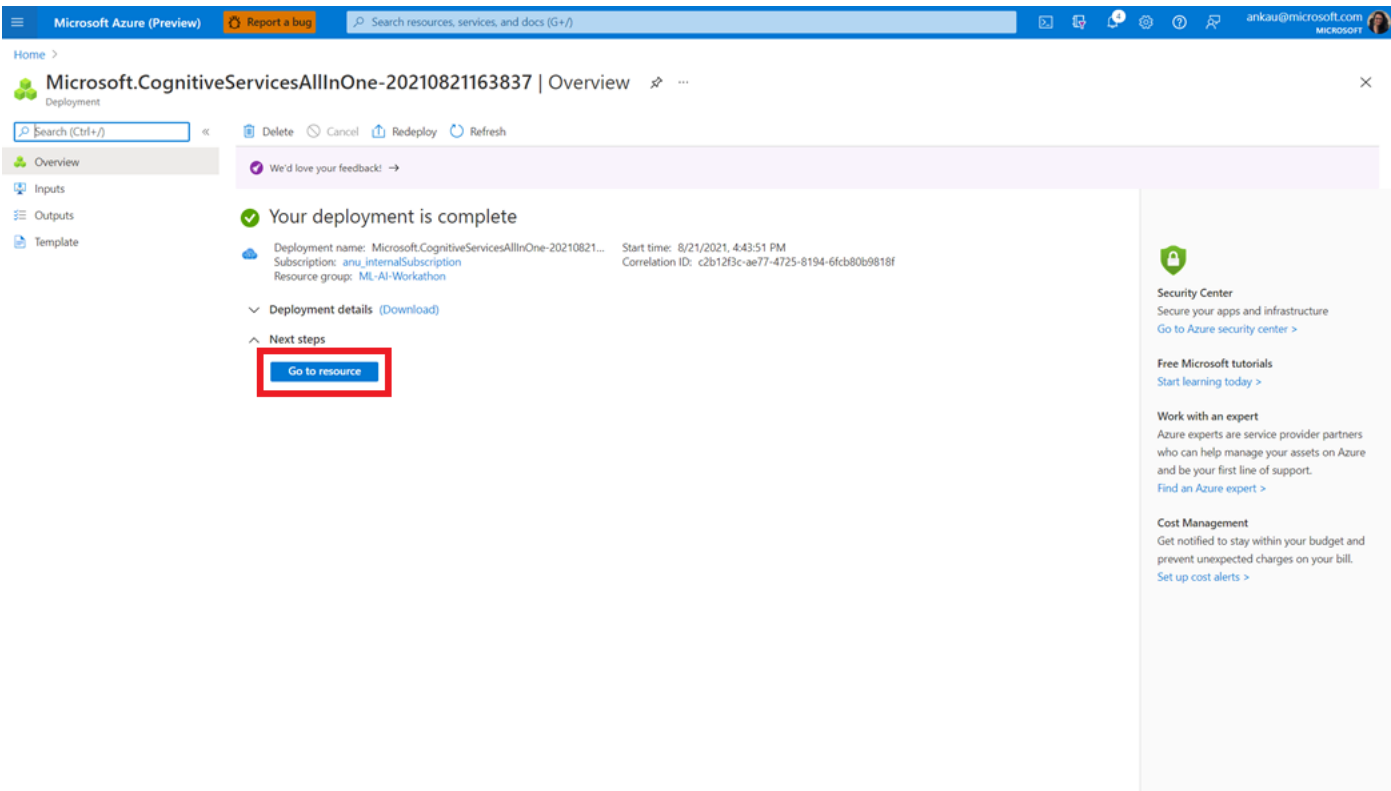 Microsoft Azure (Preview)
Report a bug
Search resources, services, and docs (G+/)
4
ankau@microsoft.com
MICROSOFT
Home >
Microsoft.CognitiveServicesAllInOne-20210821163837 | Overview
Deployment
Search (Ctrl+/)
«
Delete
Cancel
Redeploy
Refresh
Overview
Inputs
Outputs
Template
We'd love your feedback! →
Your deployment is complete
Deployment name: Microsoft.CognitiveServicesAllInOne-20210821...
Subscription: anu_internalSubscription
Resource group: ML-AI-Workathon
Start time: 8/21/2021, 4:43:51 PM
Correlation ID: c2b12f3c-ae77-4725-8194-6fcb80b9818f
Deployment details (Download)
Next steps
Go to resource
Security Center
Secure your apps and infrastructure
Go to Azure security center >
Free Microsoft tutorials
Start learning today >
Work with an expert
Azure experts are service provider partners
who can help manage your assets on Azure
and be your first line of support.
Find an Azure expert >
Cost Management
Get notified to stay within your budget and
prevent unexpected charges on your bill.
Set up cost alerts >